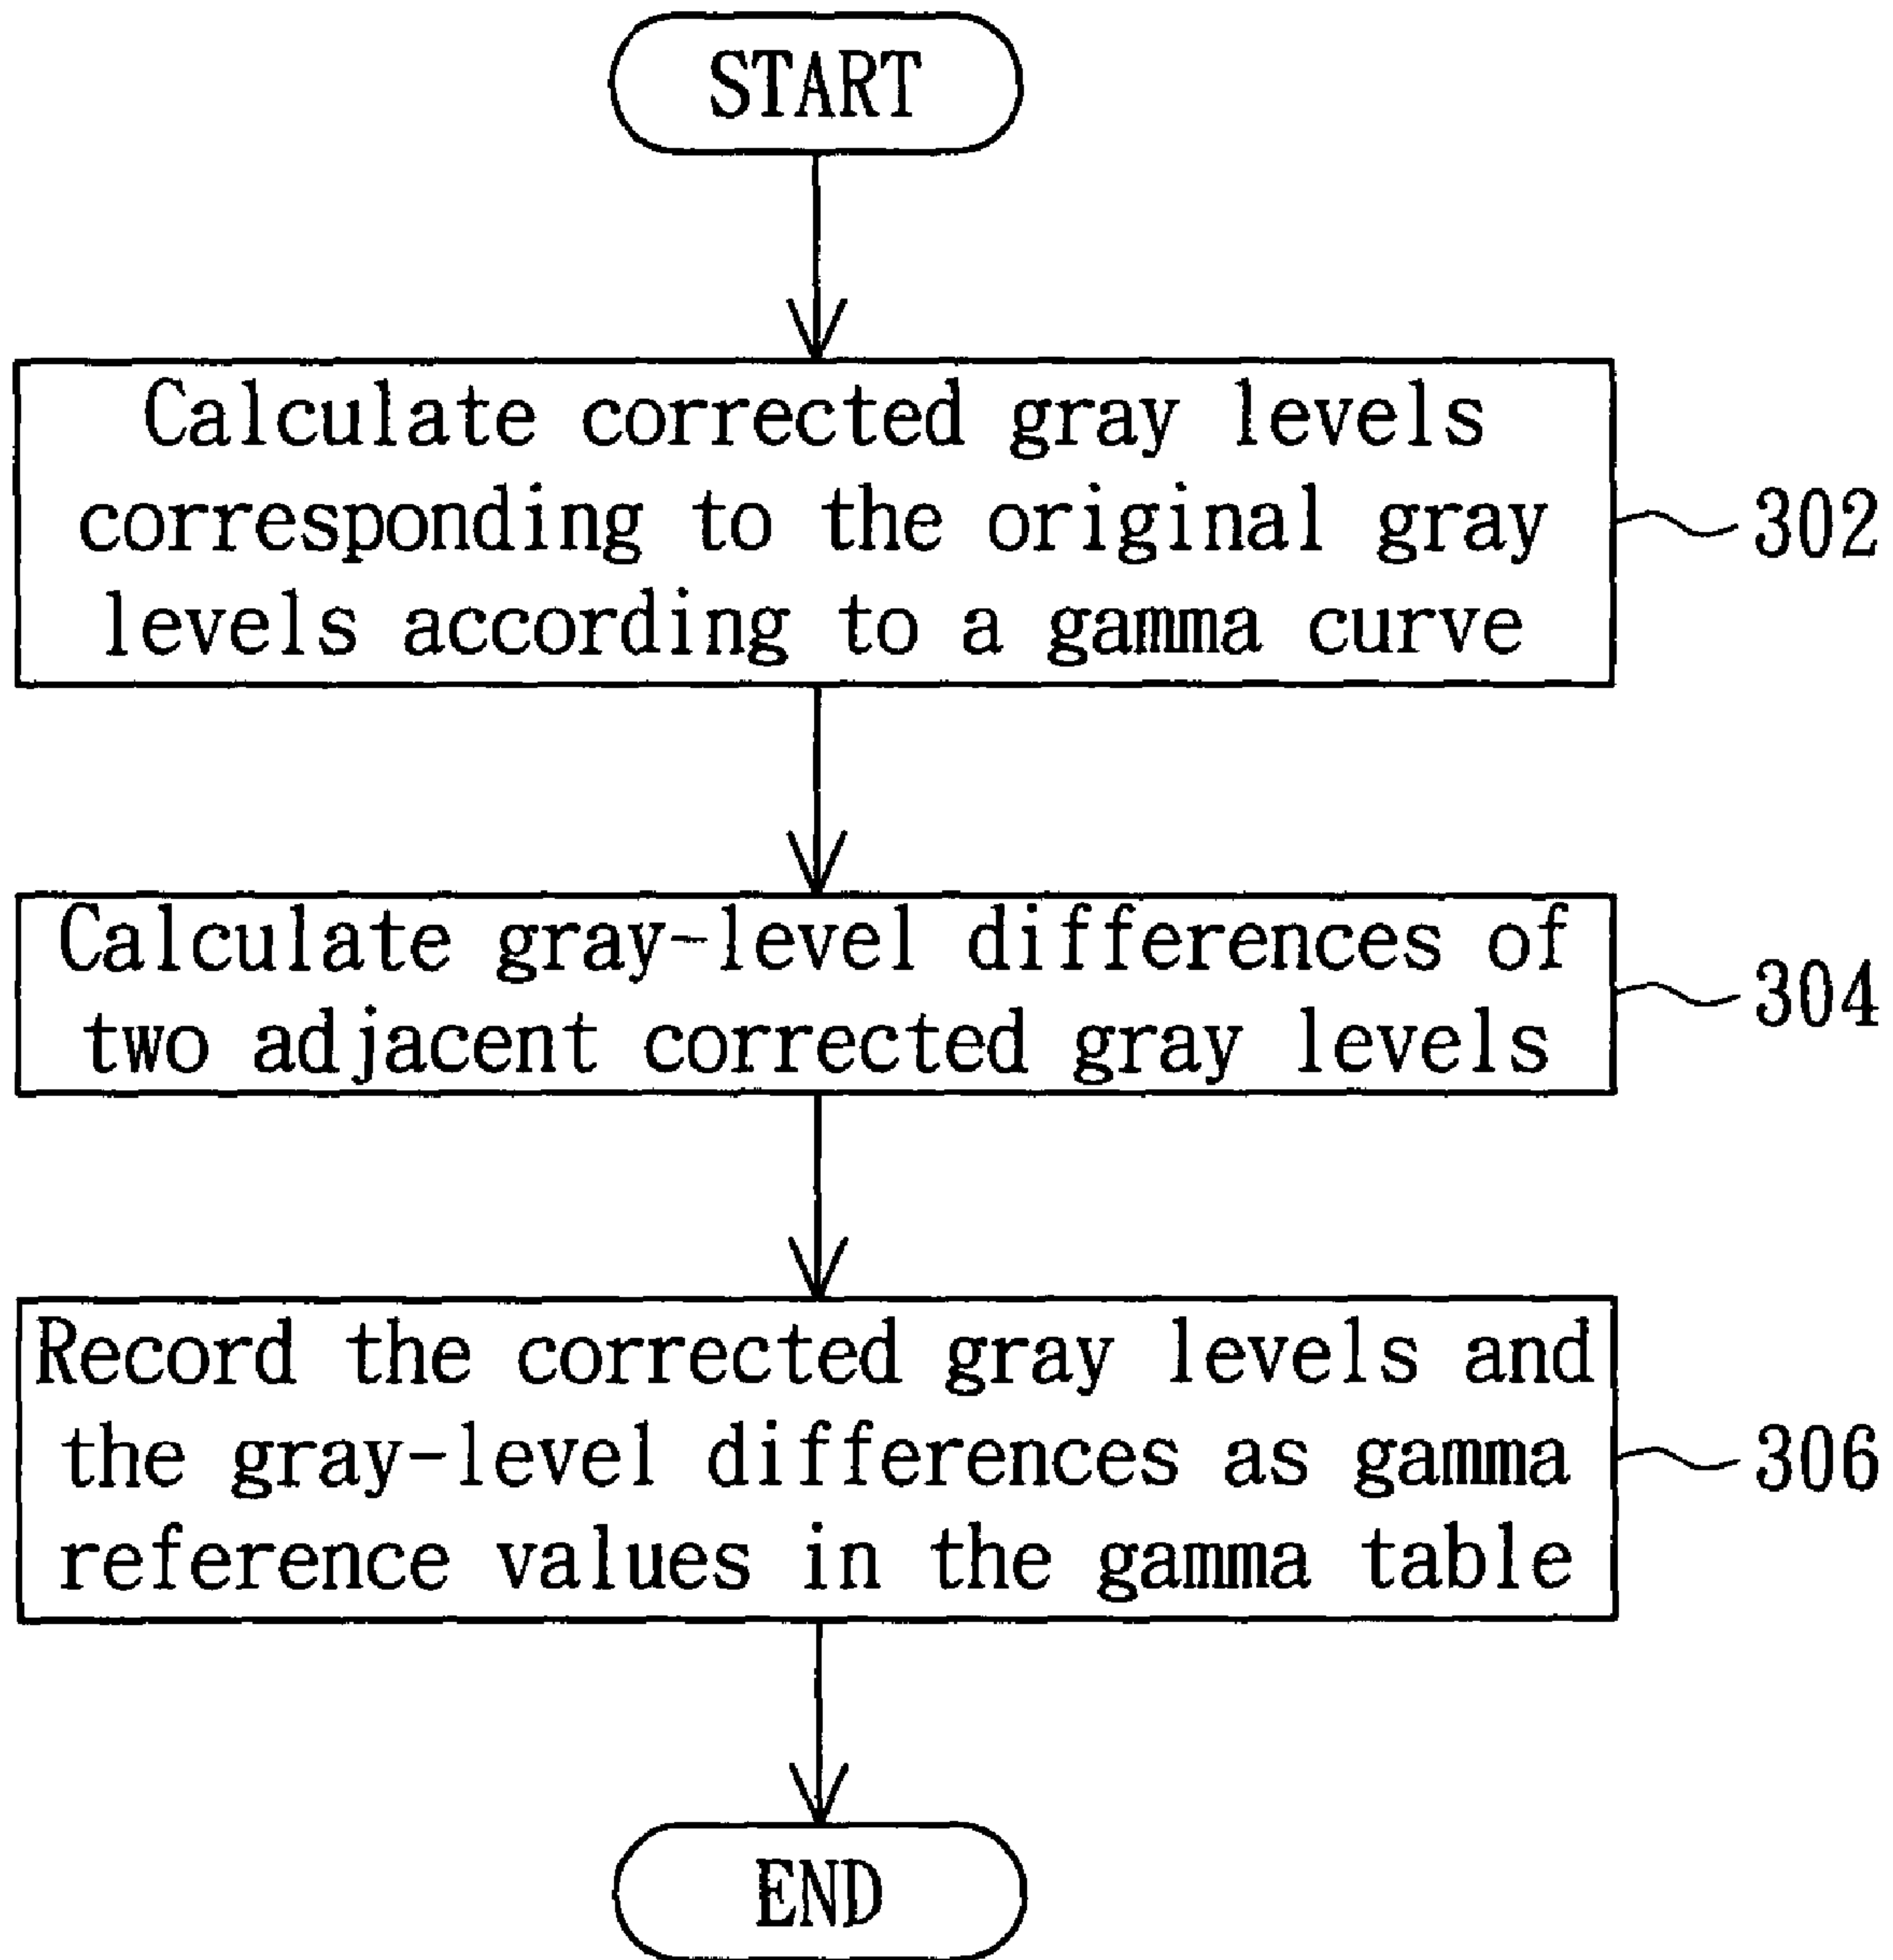 START
Calculate corrected gray levels
corresponding to the original gray
levels according to a gamma curve
302
Calculate gray-level differences of
two adjacent corrected gray levels
304
Record the corrected gray levels and
the gray-level differences as gamma
reference values in the gamma table
306
END